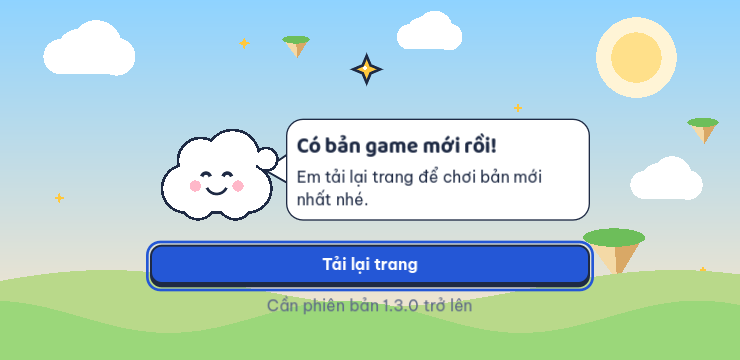 Có bản game mới rồi!
Em tải lại trang để chơi bản mới
nhất nhé.
Tải lại trang
Cần phiên bản 1.3.0 trở lên